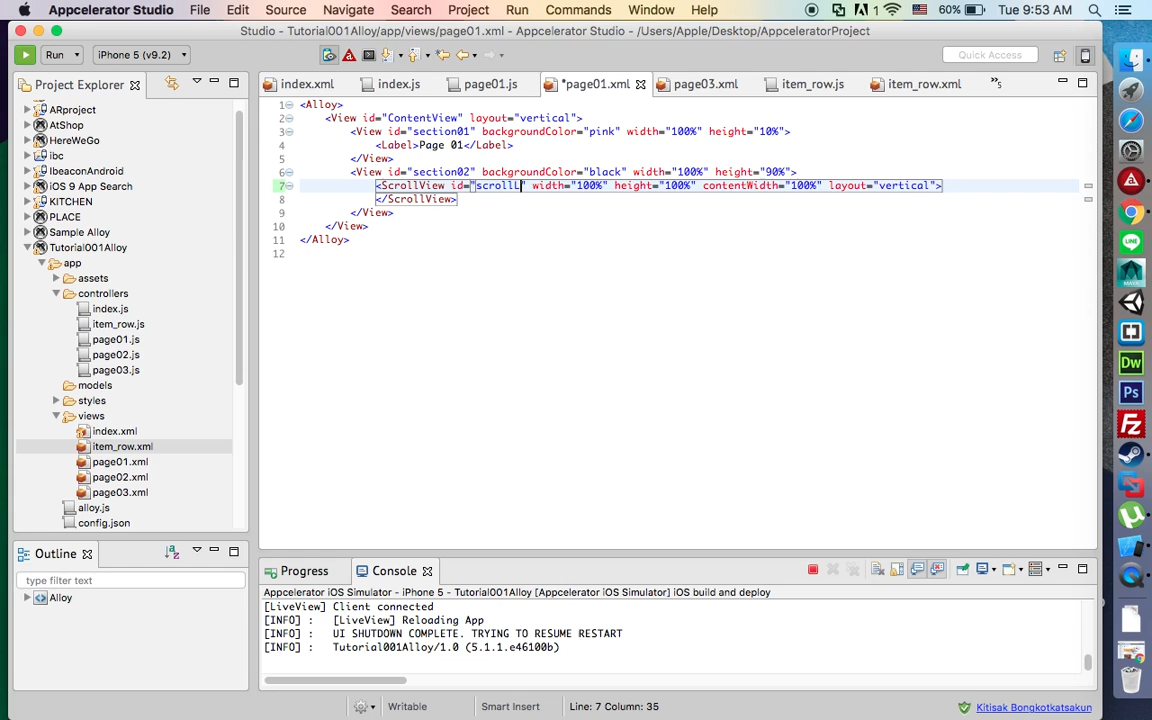 Appcelerator Studio File Edit Source Navigate Search Project Run Commands Window Help 1 60% Tue 9:53 AM
Studio - Tutorial001Alloy/app/views/page01.xml - Appcelerator Studio - /Users/Apple/Desktop/AppceleratorProject
Run iPhone 5 (v9.2) Quick Access
Project Explorer
index.xml index.js page01.js *page01.xml page03.xml item_row.js item_row.xml »5
ARproject
AtShop
HereWeGo
ibc
IbeaconAndroid
iOS 9 App Search
KITCHEN
PLACE
Sample Alloy
Tutorial001Alloy
app
assets
controllers
index.js
item_row.js
page01.js
page02.js
page03.js
models
styles
views
index.xml
item_row.xml
page01.xml
page02.xml
page03.xml
alloy.js
config.json
1 <Alloy>
2 <View id="ContentView" layout="vertical">
3 <View id="section01" backgroundColor="pink" width="100%" height="10%">
4 <Label>Page 01</Label>
5 </View>
6 <View id="section02" backgroundColor="black" width="100%" height="90%">
7 <ScrollView id="scrollL" width="100%" height="100%" contentWidth="100%" layout="vertical">
8 </ScrollView>
9 </View>
10 </View>
11 </Alloy>
12
Outline
type filter text
Alloy
Progress Console
Appcelerator iOS Simulator - iPhone 5 - Tutorial001Alloy [Appcelerator iOS Simulator] iOS build and deploy
[LiveView] Client connected
[INFO] : [LiveView] Reloading App
[INFO] : UI SHUTDOWN COMPLETE. TRYING TO RESUME RESTART
[INFO] : Tutorial001Alloy/1.0 (5.1.1.e46100b)
Writable Smart Insert Line: 7 Column: 35 Kitisak Bongkotkatsakun
LINE
MAYA
Dw
Ps
Fz